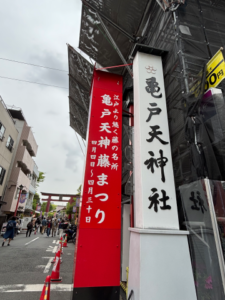 江戸より続く藤の名所
亀戸天神藤まつり
四月四日〜四月三十日
亀戸天神社
円